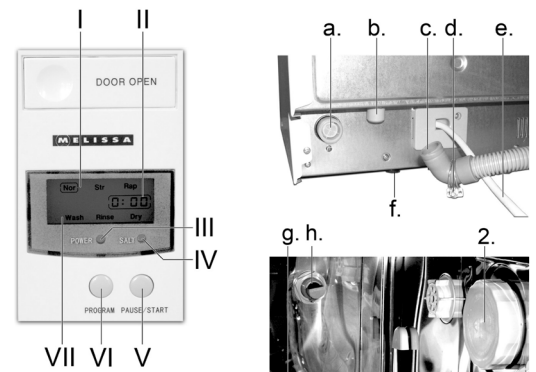 I II
DOOR OPEN
MELISSA
Nor Str Rap
0:00
Wash Rinse Dry
POWER SALT
III
IV
PROGRAM PAUSE/START
VII VI V
a. b. c. d. e.
f.
g. h. 2.